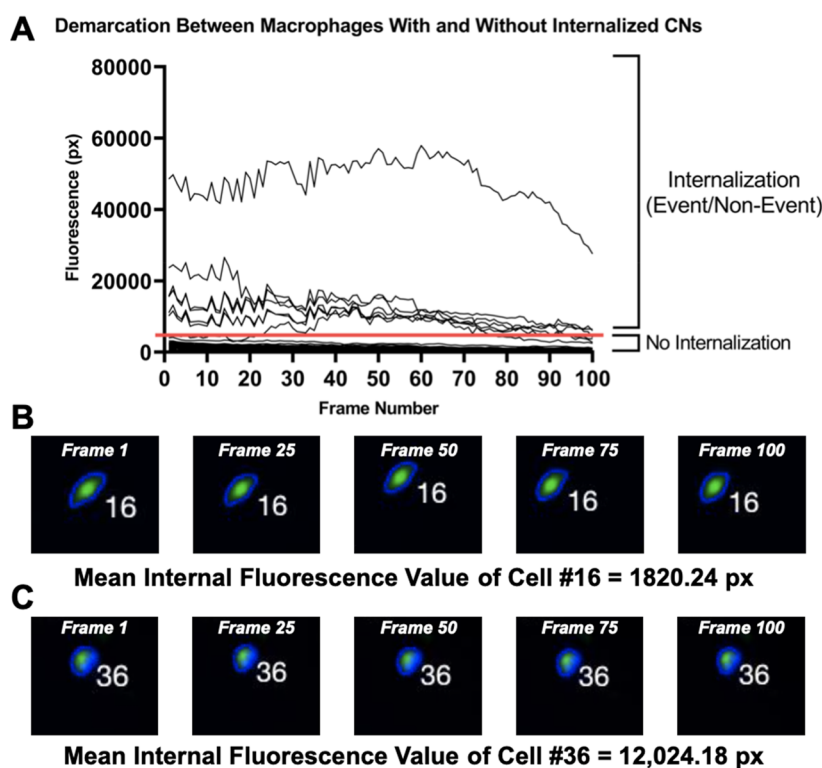 A
Demarcation Between Macrophages With and Without Internalized CNs
Fluorescence (px)
80000
60000
40000
20000
0
0 10 20 30 40 50 60 70 80 90 100
Frame Number
Internalization
(Event/Non-Event)
No Internalization
B
Frame 1 Frame 25 Frame 50 Frame 75 Frame 100
16 16 16 16 16
Mean Internal Fluorescence Value of Cell #16 = 1820.24 px
C
Frame 1 Frame 25 Frame 50 Frame 75 Frame 100
36 36 36 36 36
Mean Internal Fluorescence Value of Cell #36 = 12,024.18 px